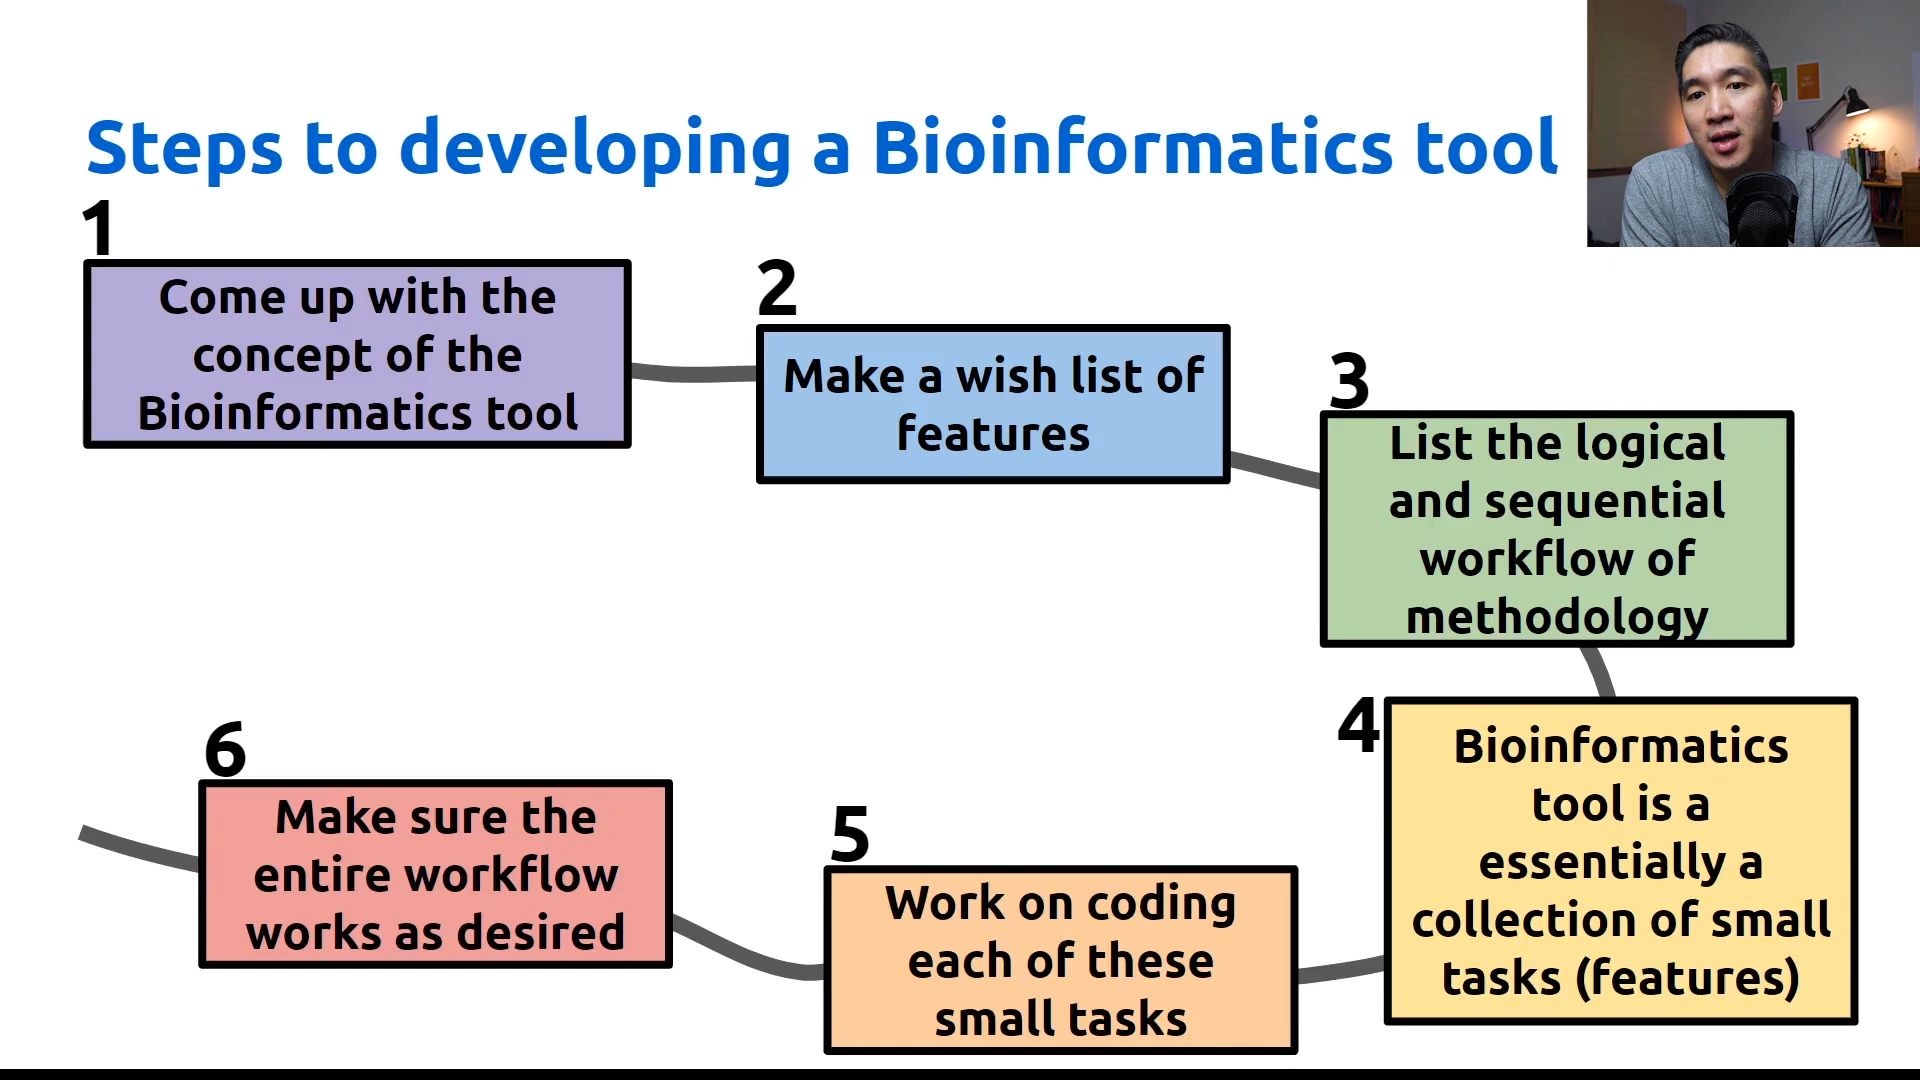 Steps to developing a Bioinformatics tool
1
Come up with the
concept of the
Bioinformatics tool
2
Make a wish list of
features
3
List the logical
and sequential
workflow of
methodology
4
Bioinformatics
tool is a
essentially a
collection of small
tasks (features)
5
Work on coding
each of these
small tasks
6
Make sure the
entire workflow
works as desired